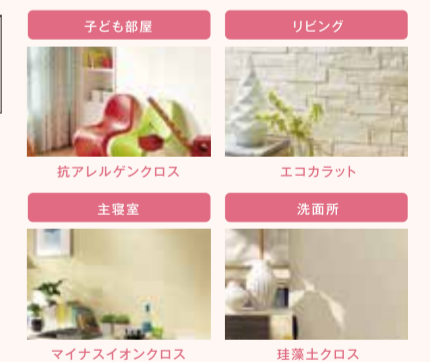 子ども部屋
リビング
抗アレルゲンクロス
エコカラット
主寝室
洗面所
マイナスイオンクロス
珪藻土クロス